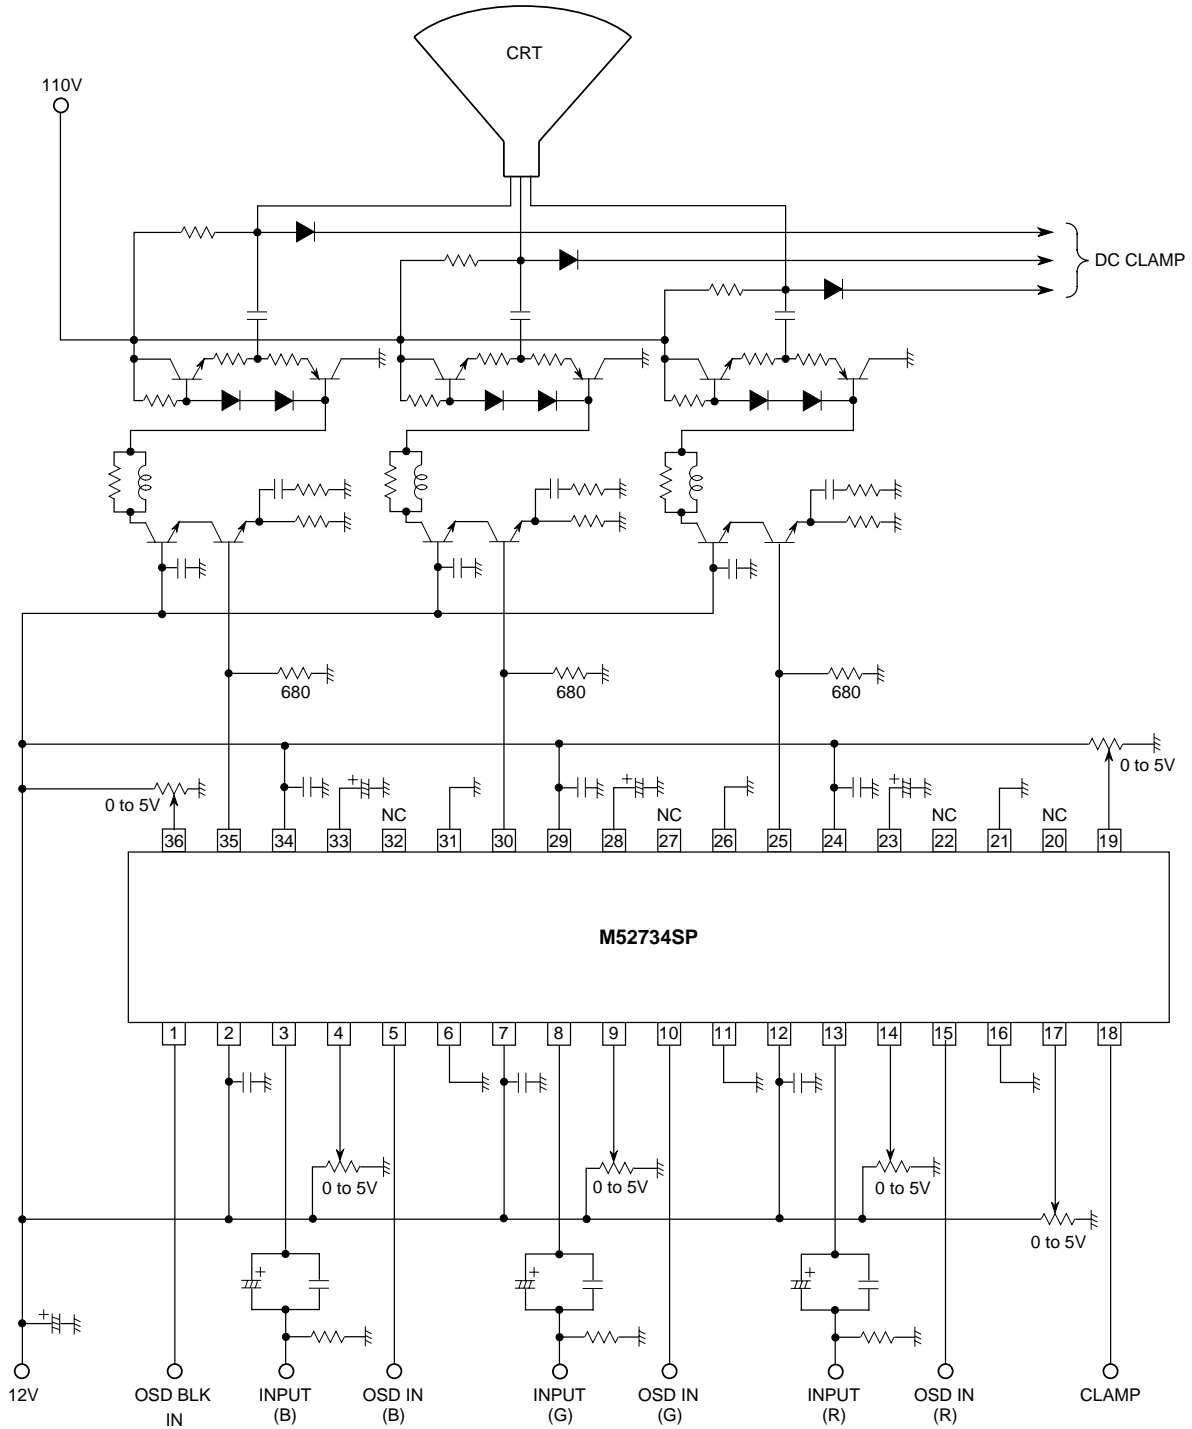 CRT
110V
DC CLAMP
680 680 680
0 to 5V 0 to 5V
+ + +
NC NC NC NC
36 35 34 33 32 31 30 29 28 27 26 25 24 23 22 21 20 19
M52734SP
1 2 3 4 5 6 7 8 9 10 11 12 13 14 15 16 17 18
0 to 5V 0 to 5V 0 to 5V
0 to 5V
+ + +
+
12V OSD BLK IN INPUT (B) OSD IN (B) INPUT (G) OSD IN (G) INPUT (R) OSD IN (R) CLAMP